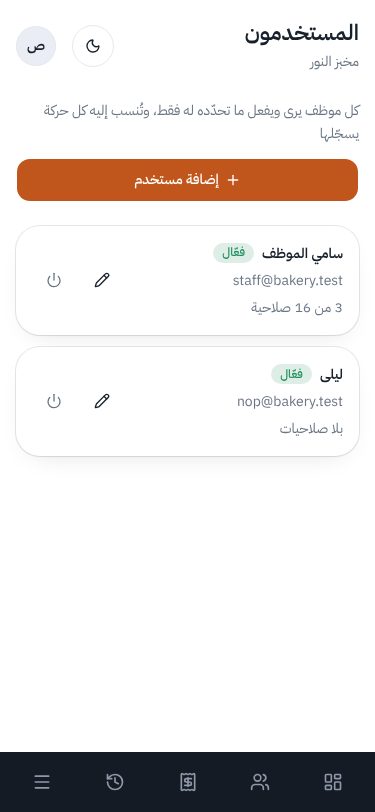 المستخدمون
مخبز النور
ص
كل موظف يرى ويفعل ما تحدّده له فقط، وتُنسب إليه كل حركة
يسجّلها
+ إضافة مستخدم
سامي الموظف فعّال
staff@bakery.test
3 من 16 صلاحية
ليلى فعّال
nop@bakery.test
بلا صلاحيات